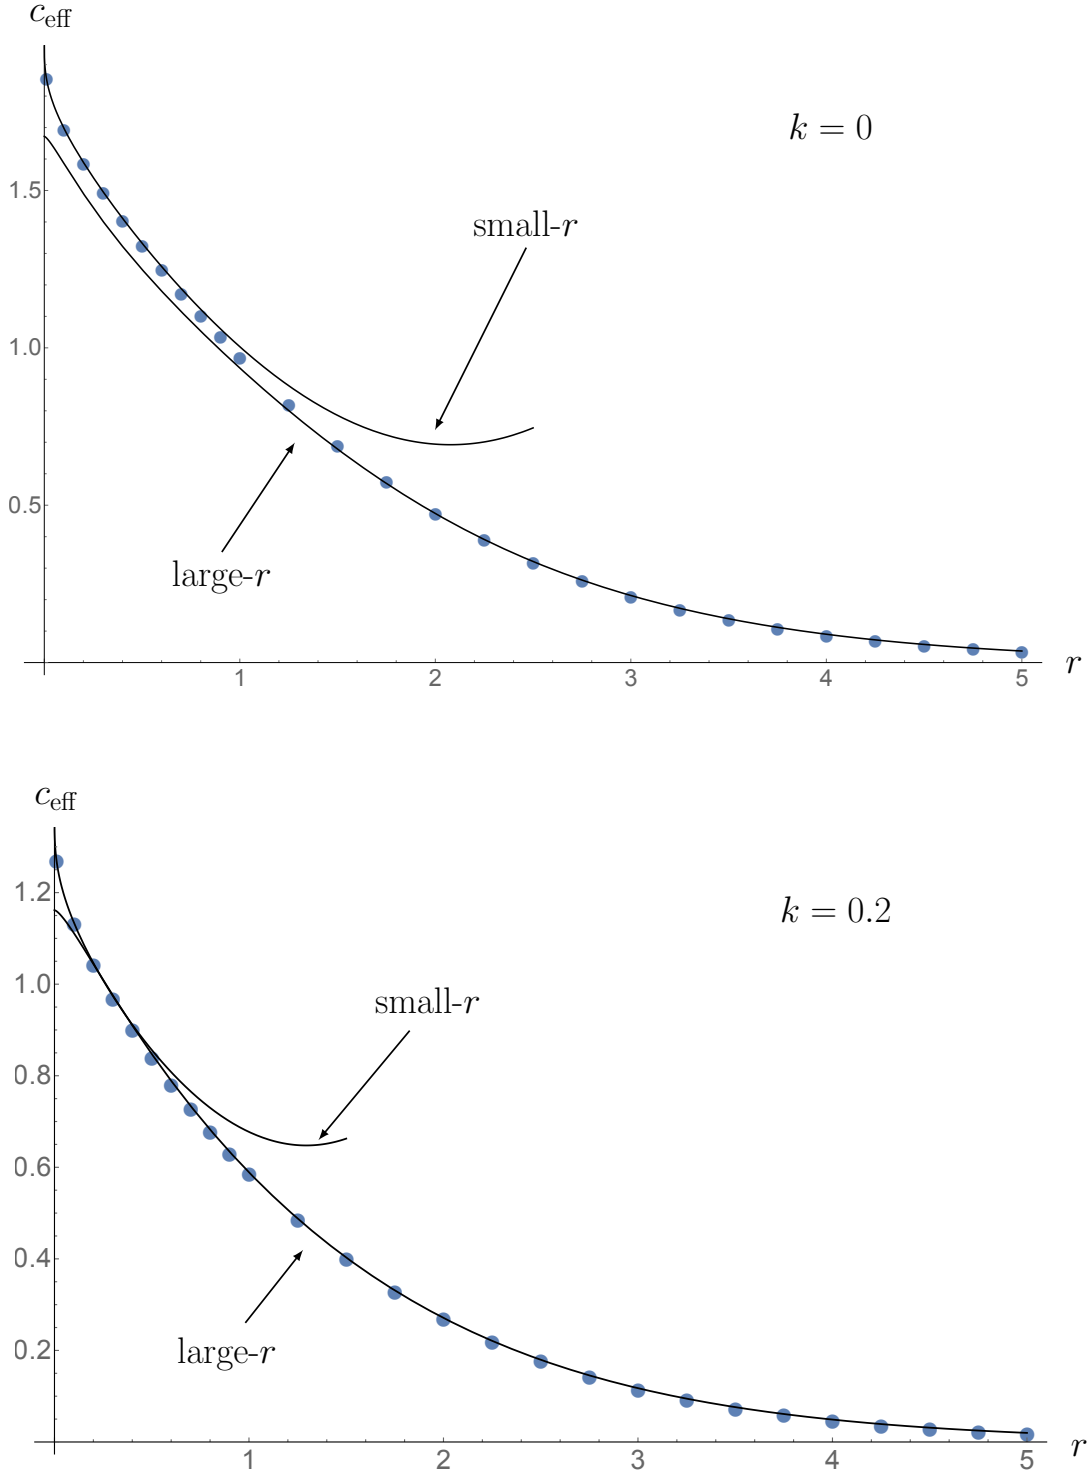 c_eff
k = 0
1.5
small-r
1.0
0.5
large-r
1 2 3 4 5 r
c_eff
1.2
k = 0.2
1.0
small-r
0.8
0.6
0.4
large-r
0.2
1 2 3 4 5 r